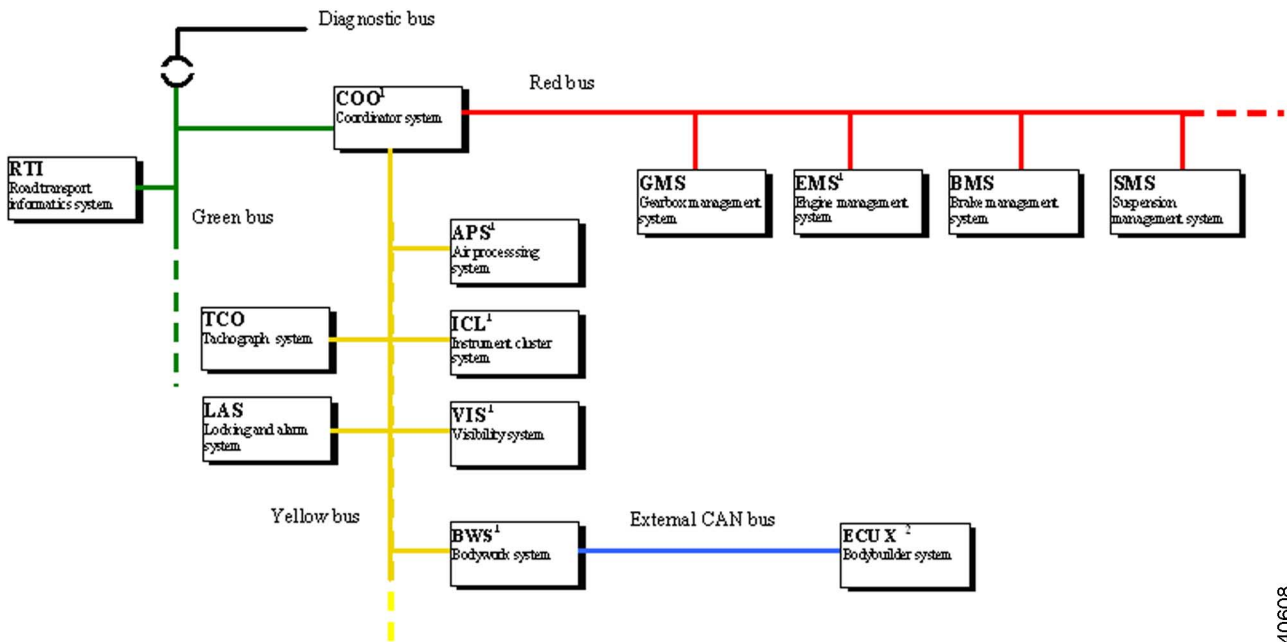 Diagnostic bus
Red bus
COO¹
Coordinator system
RTI
Road transport
informatics system
Green bus
GMS
Gearbox management
system
EMS¹
Engine management
system
BMS
Brake management
system
SMS
Suspension
management system
APS¹
Air processsing
system
TCO
Tachograph system
ICL¹
Instrument cluster
system
LAS
Locking and alarm
system
VIS¹
Visibility system
Yellow bus
External CAN bus
BWS¹
Bodywork system
ECU X ²
Bodybuilder system
40608